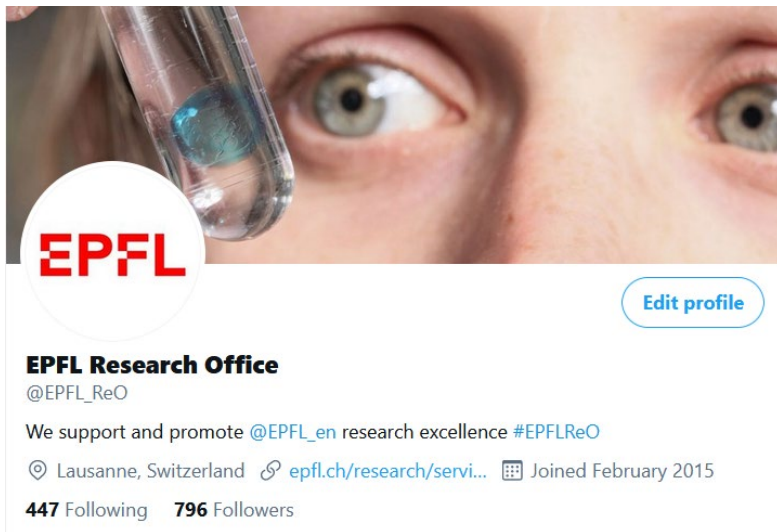 EPFL
Edit profile
EPFL Research Office
@EPFL_ReO
We support and promote @EPFL_en research excellence #EPFLReO
Lausanne, Switzerland epfl.ch/research/servi... Joined February 2015
447 Following 796 Followers